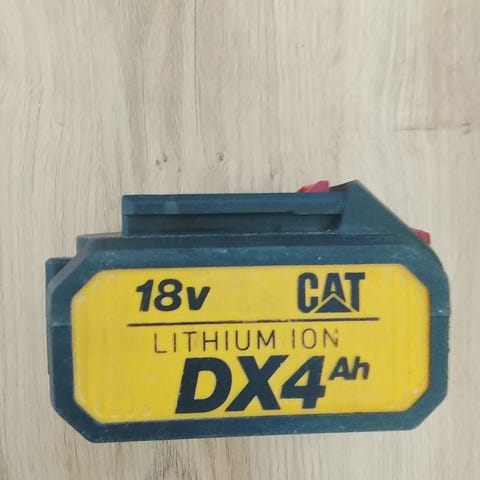 18v CAT
LITHIUM ION
DX4Ah